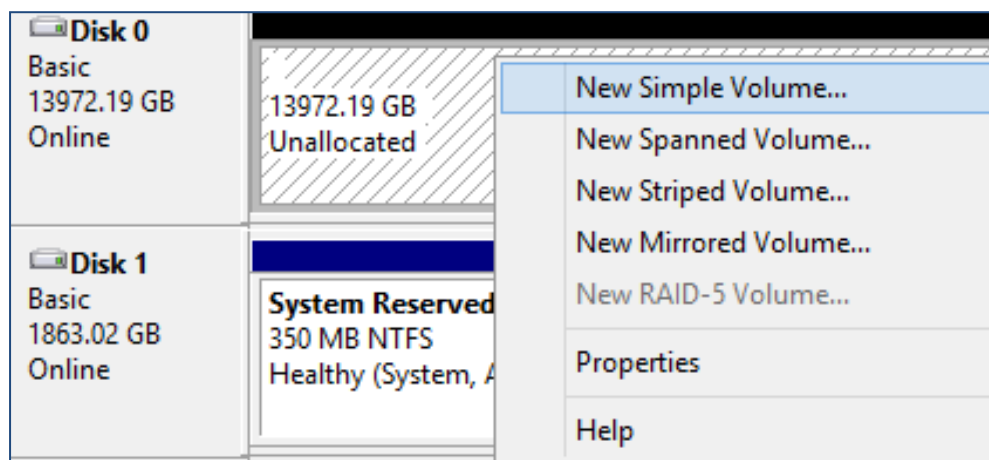 Disk 0
Basic
13972.19 GB
Online
13972.19 GB
Unallocated
Disk 1
Basic
1863.02 GB
Online
System Reserved
350 MB NTFS
Healthy (System, A
New Simple Volume...
New Spanned Volume...
New Striped Volume...
New Mirrored Volume...
New RAID-5 Volume...
Properties
Help